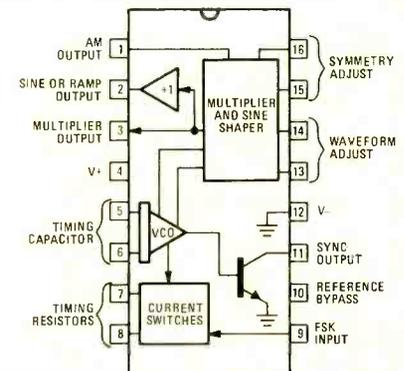 AM
OUTPUT
1
16
SYMMETRY
ADJUST
SINE OR RAMP
OUTPUT
2
+1
15
MULTIPLIER
AND SINE
SHAPER
MULTIPLIER
OUTPUT
3
14
WAVEFORM
ADJUST
V+
4
13
TIMING
CAPACITOR
5
12
V–
VCO
6
11
SYNC
OUTPUT
TIMING
RESISTORS
7
10
REFERENCE
BYPASS
CURRENT
SWITCHES
8
9
FSK
INPUT